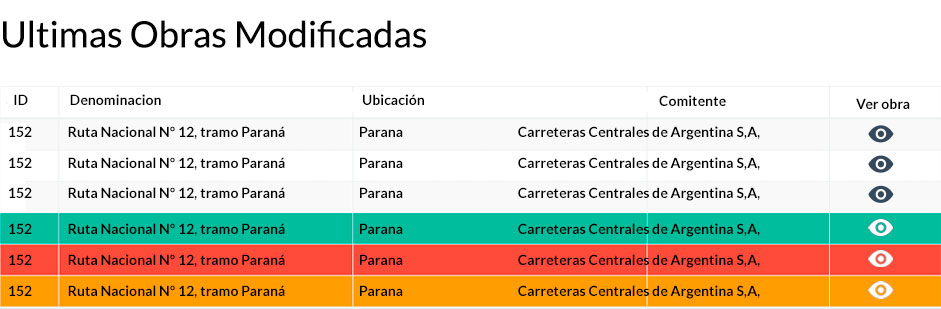 Ultimas Obras Modificadas
ID Denominacion Ubicación Comitente Ver obra
152 Ruta Nacional N° 12, tramo Paraná Parana Carreteras Centrales de Argentina S,A,
152 Ruta Nacional N° 12, tramo Paraná Parana Carreteras Centrales de Argentina S,A,
152 Ruta Nacional N° 12, tramo Paraná Parana Carreteras Centrales de Argentina S,A,
152 Ruta Nacional N° 12, tramo Paraná Parana Carreteras Centrales de Argentina S,A,
152 Ruta Nacional N° 12, tramo Paraná Parana Carreteras Centrales de Argentina S,A,
152 Ruta Nacional N° 12, tramo Paraná Parana Carreteras Centrales de Argentina S,A,